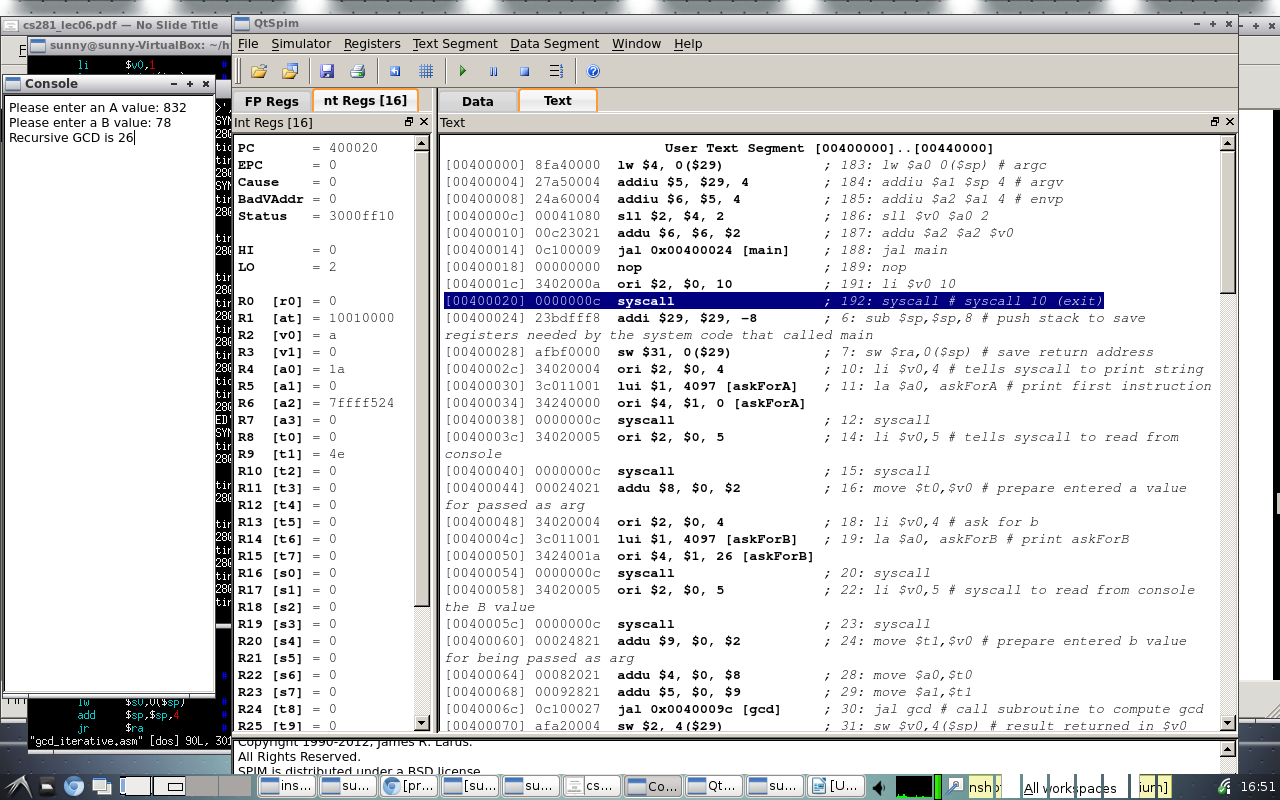 cs281_lec06.pdf — No Slide Title
sunny@sunny-VirtualBox: ~/h
li $v0,1
QtSpim
File Simulator Registers Text Segment Data Segment Window Help
Console
Please enter an A value: 832
Please enter a B value: 78
Recursive GCD is 26
FP Regs
nt Regs [16]
Int Regs [16]
PC = 400020
EPC = 0
Cause = 0
BadVAddr = 0
Status = 3000ff10
HI = 0
LO = 2
R0 [r0] = 0
R1 [at] = 10010000
R2 [v0] = a
R3 [v1] = 0
R4 [a0] = 1a
R5 [a1] = 0
R6 [a2] = 7ffff524
R7 [a3] = 0
R8 [t0] = 0
R9 [t1] = 4e
R10 [t2] = 0
R11 [t3] = 0
R12 [t4] = 0
R13 [t5] = 0
R14 [t6] = 0
R15 [t7] = 0
R16 [s0] = 0
R17 [s1] = 0
R18 [s2] = 0
R19 [s3] = 0
R20 [s4] = 0
R21 [s5] = 0
R22 [s6] = 0
R23 [s7] = 0
R24 [t8] = 0
R25 [t9] = 0
Data
Text
Text
User Text Segment [00400000]..[00440000]
[00400000] 8fa40000 lw $4, 0($29) ; 183: lw $a0 0($sp) # argc
[00400004] 27a50004 addiu $5, $29, 4 ; 184: addiu $a1 $sp 4 # argv
[00400008] 24a60004 addiu $6, $5, 4 ; 185: addiu $a2 $a1 4 # envp
[0040000c] 00041080 sll $2, $4, 2 ; 186: sll $v0 $a0 2
[00400010] 00c23021 addu $6, $6, $2 ; 187: addu $a2 $a2 $v0
[00400014] 0c100009 jal 0x00400024 [main] ; 188: jal main
[00400018] 00000000 nop ; 189: nop
[0040001c] 3402000a ori $2, $0, 10 ; 191: li $v0 10
[00400020] 0000000c syscall ; 192: syscall # syscall 10 (exit)
[00400024] 23bdfff8 addi $29, $29, -8 ; 6: sub $sp,$sp,8 # push stack to save
registers needed by the system code that called main
[00400028] afbf0000 sw $31, 0($29) ; 7: sw $ra,0($sp) # save return address
[0040002c] 34020004 ori $2, $0, 4 ; 10: li $v0,4 # tells syscall to print string
[00400030] 3c011001 lui $1, 4097 [askForA] ; 11: la $a0, askForA # print first instruction
[00400034] 34240000 ori $4, $1, 0 [askForA]
[00400038] 0000000c syscall ; 12: syscall
[0040003c] 34020005 ori $2, $0, 5 ; 14: li $v0,5 # tells syscall to read from
console
[00400040] 0000000c syscall ; 15: syscall
[00400044] 00024021 addu $8, $0, $2 ; 16: move $t0,$v0 # prepare entered a value
for passed as arg
[00400048] 34020004 ori $2, $0, 4 ; 18: li $v0,4 # ask for b
[0040004c] 3c011001 lui $1, 4097 [askForB] ; 19: la $a0, askForB # print askForB
[00400050] 3424001a ori $4, $1, 26 [askForB]
[00400054] 0000000c syscall ; 20: syscall
[00400058] 34020005 ori $2, $0, 5 ; 22: li $v0,5 # syscall to read from console
the B value
[0040005c] 0000000c syscall ; 23: syscall
[00400060] 00024821 addu $9, $0, $2 ; 24: move $t1,$v0 # prepare entered b value
for being passed as arg
[00400064] 00082021 addu $4, $0, $8 ; 28: move $a0,$t0
[00400068] 00092821 addu $5, $0, $9 ; 29: move $a1,$t1
[0040006c] 0c100027 jal 0x0040009c [gcd] ; 30: jal gcd # call subroutine to compute gcd
[00400070] afa20004 sw $2, 4($29) ; 31: sw $v0,4($sp) # result returned in $v0
lw $s0,0($sp)
add $sp,$sp,4
jr $ra
"gcd_iterative.asm" [dos] 90L, 301
Copyright 1990-2012, James R. Larus.
All Rights Reserved.
SPIM is distributed under a BSD license.
ins... su... [pr... [su... su... cs... Co... Qt... su... [U...
nsho All workspaces ium]
16:51